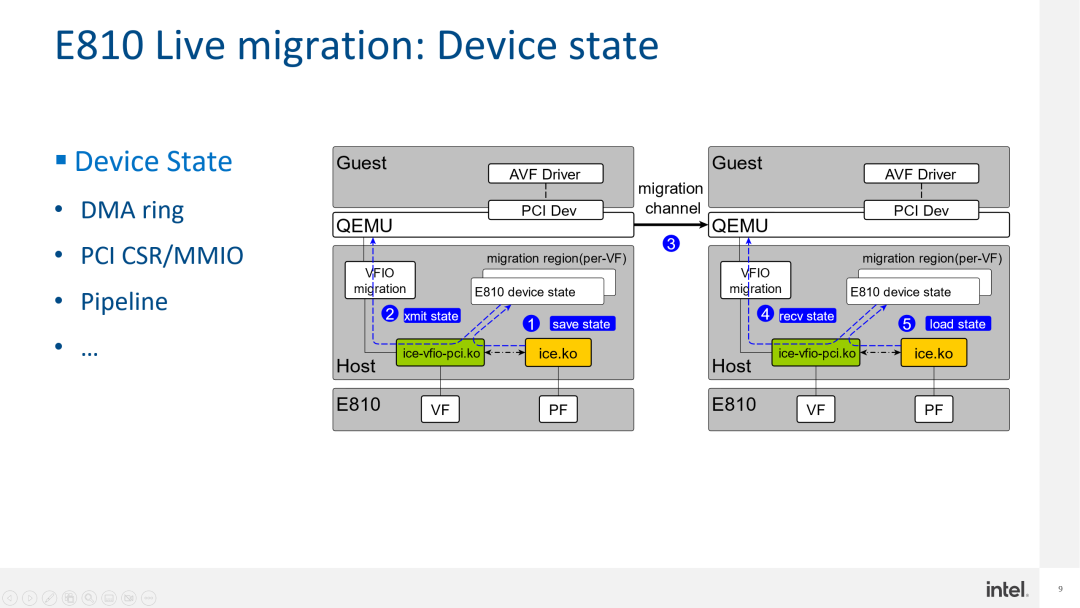 E810 Live migration: Device state
▪ Device State
• DMA ring
• PCI CSR/MMIO
• Pipeline
• ...
Guest
AVF Driver
PCI Dev
QEMU
migration region(per-VF)
VFIO
migration
E810 device state
2 xmit state
1 save state
ice-vfio-pci.ko
ice.ko
Host
E810
VF
PF
migration
channel
3
Guest
AVF Driver
PCI Dev
QEMU
migration region(per-VF)
VFIO
migration
E810 device state
4 recv state
5 load state
ice-vfio-pci.ko
ice.ko
Host
E810
VF
PF
intel.
9